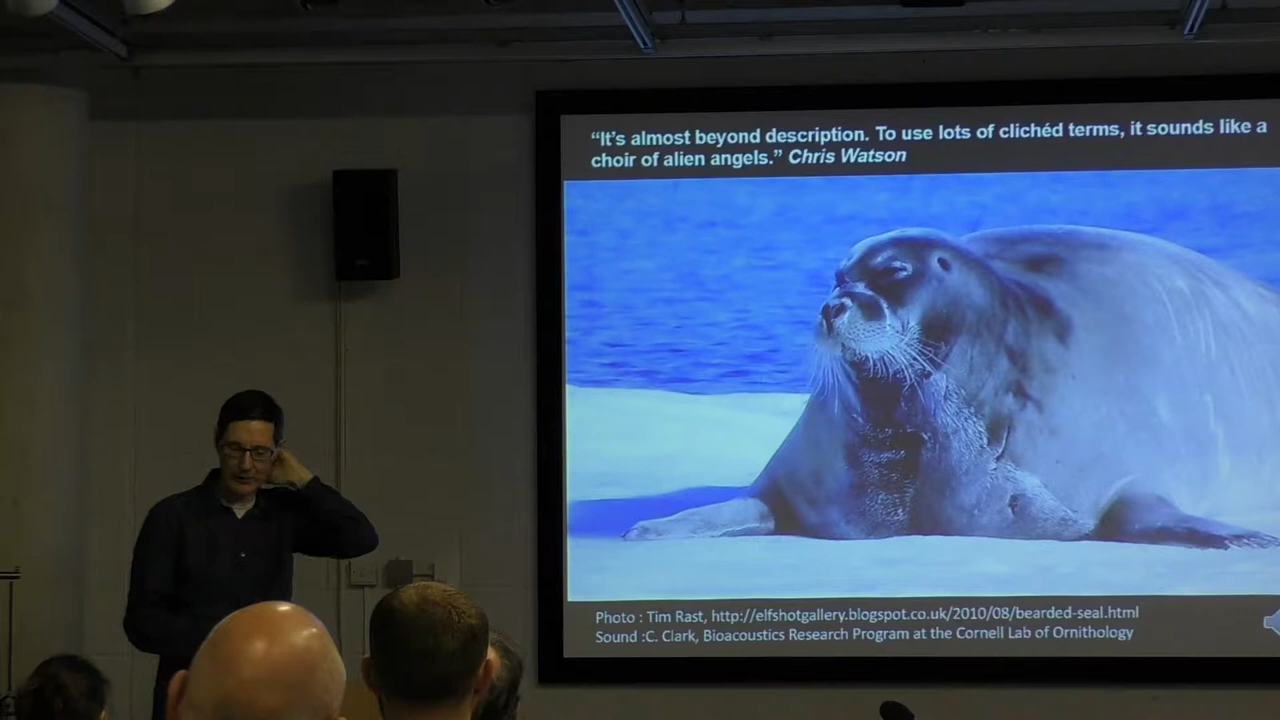 “It’s almost beyond description. To use lots of clichéd terms, it sounds like a
choir of alien angels.” Chris Watson
Photo : Tim Rast, http://elfshotgallery.blogspot.co.uk/2010/08/bearded-seal.html
Sound :C. Clark, Bioacoustics Research Program at the Cornell Lab of Ornithology